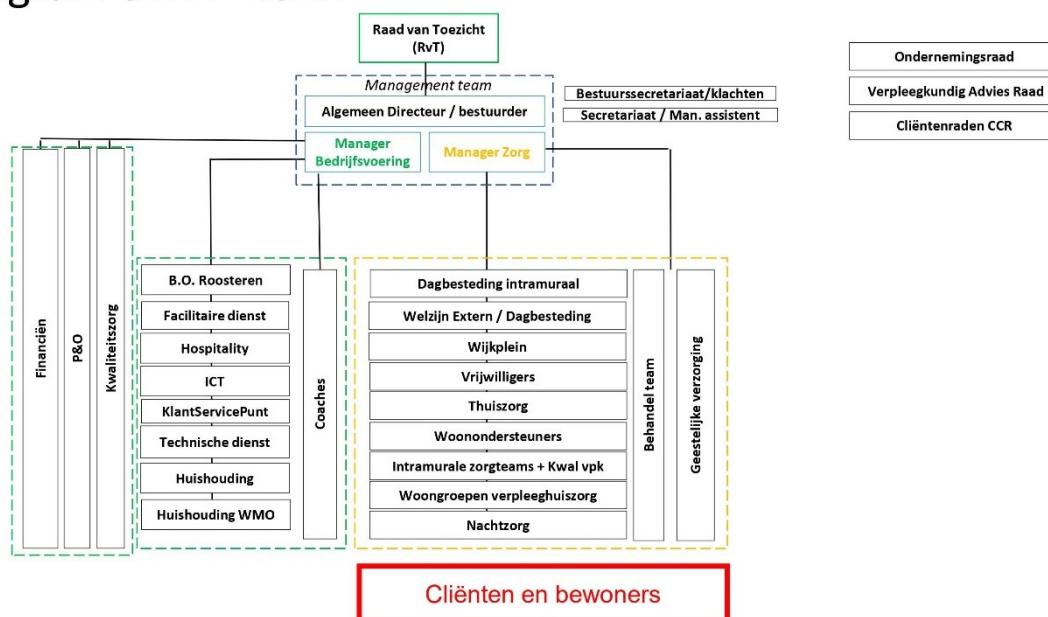 Raad van Toezicht
(RvT)
Management team
Algemeen Directeur / bestuurder
Manager
Bedrijfsvoering
Manager Zorg
Bestuurssecretariaat/klachten
Secretariaat / Man. assistent
Ondernemingsraad
Verpleegkundig Advies Raad
Cliëntenraden CCR
Financiën
P&O
Kwaliteitszorg
B.O. Roosteren
Facilitaire dienst
Hospitality
ICT
KlantServicePunt
Technische dienst
Huishouding
Huishouding WMO
Coaches
Dagbesteding intramuraal
Welzijn Extern / Dagbesteding
Wijkplein
Vrijwilligers
Thuiszorg
Woonondersteuners
Intramurale zorgteams + Kwal vpk
Woongroepen verpleeghuiszorg
Nachtzorg
Behandel team
Geestelijke verzorging
Cliënten en bewoners